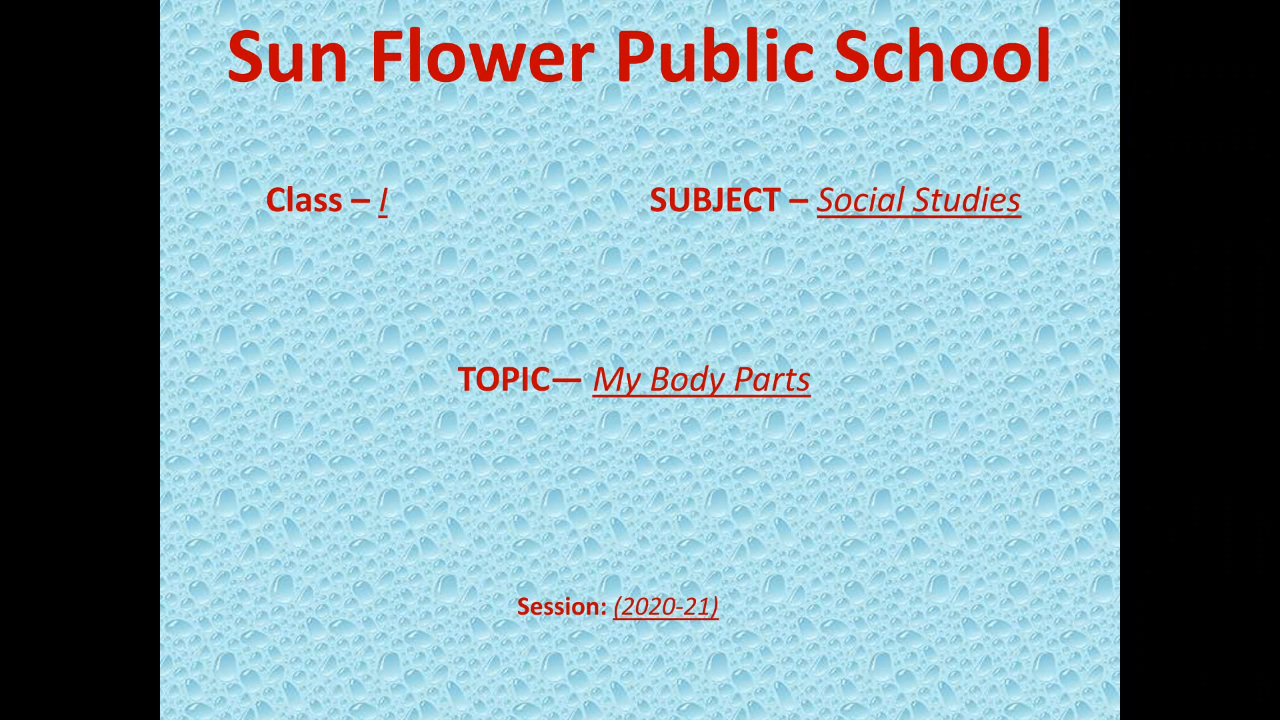 Sun Flower Public School
Class – I SUBJECT – Social Studies
TOPIC— My Body Parts
Session: (2020-21)